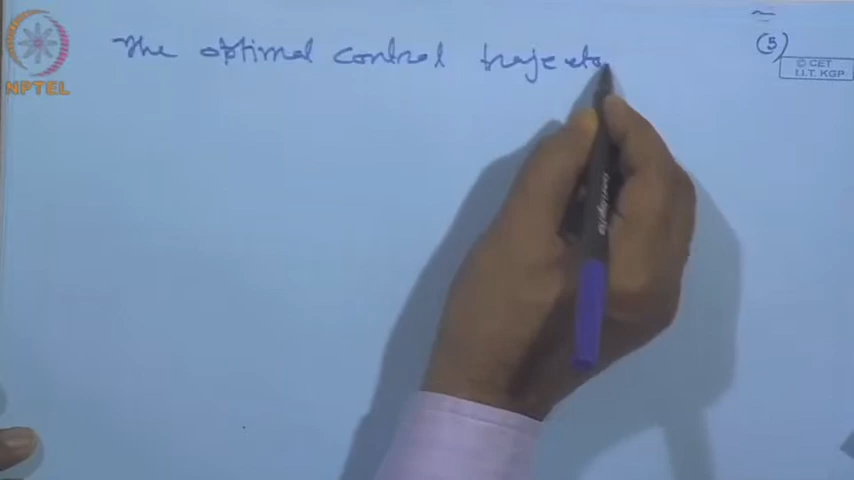 The optimal control trajecto
(5)
© CET
I.I.T. KGP
NPTEL